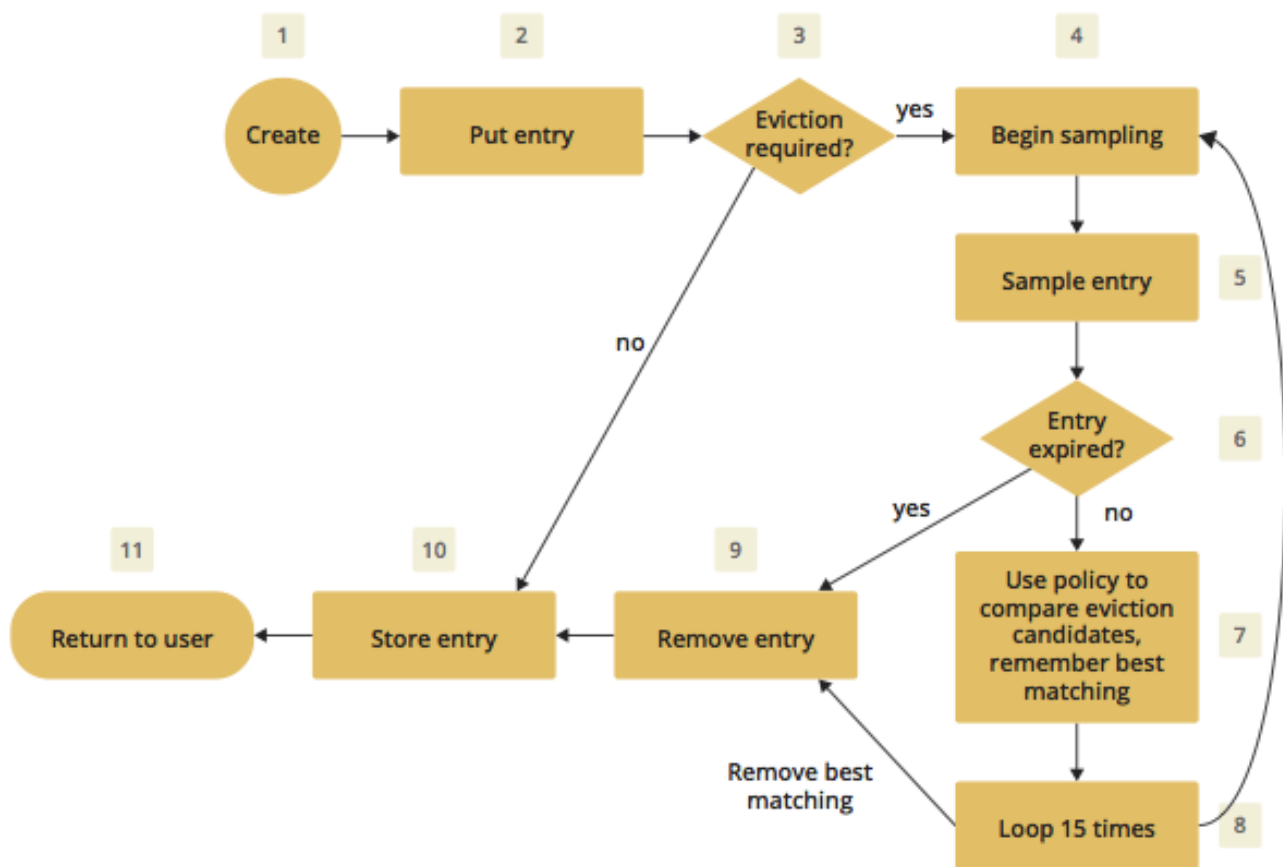 1
2
3
4
Create
Put entry
Eviction
required?
yes
Begin sampling
Sample entry
5
no
Entry
expired?
6
yes
no
11
10
9
Return to user
Store entry
Remove entry
Use policy to
compare eviction
candidates,
remember best
matching
7
Remove best
matching
Loop 15 times
8